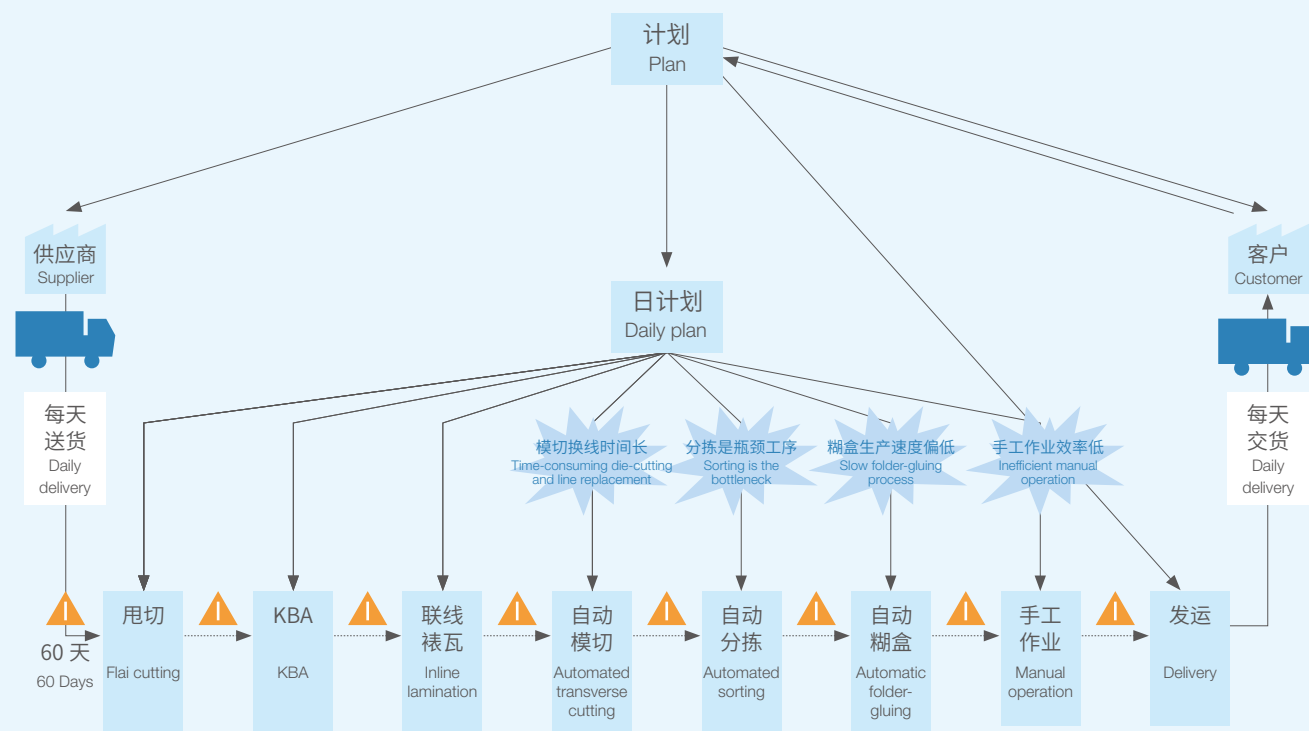 计划
Plan
供应商
Supplier
客户
Customer
日计划
Daily plan
每天
送货
Daily
delivery
每天
交货
Daily
delivery
模切换线时间长
Time-consuming die-cutting
and line replacement
分拣是瓶颈工序
Sorting is the
bottleneck
糊盒生产速度偏低
Slow folder-gluing
process
手工作业效率低
Inefficient manual
operation
60 天
60 Days
甩切
Flai cutting
KBA
KBA
联线
裱瓦
Inline
lamination
自动
模切
Automated
transverse
cutting
自动
分拣
Automated
sorting
自动
糊盒
Automatic
folder-
gluing
手工
作业
Manual
operation
发运
Delivery